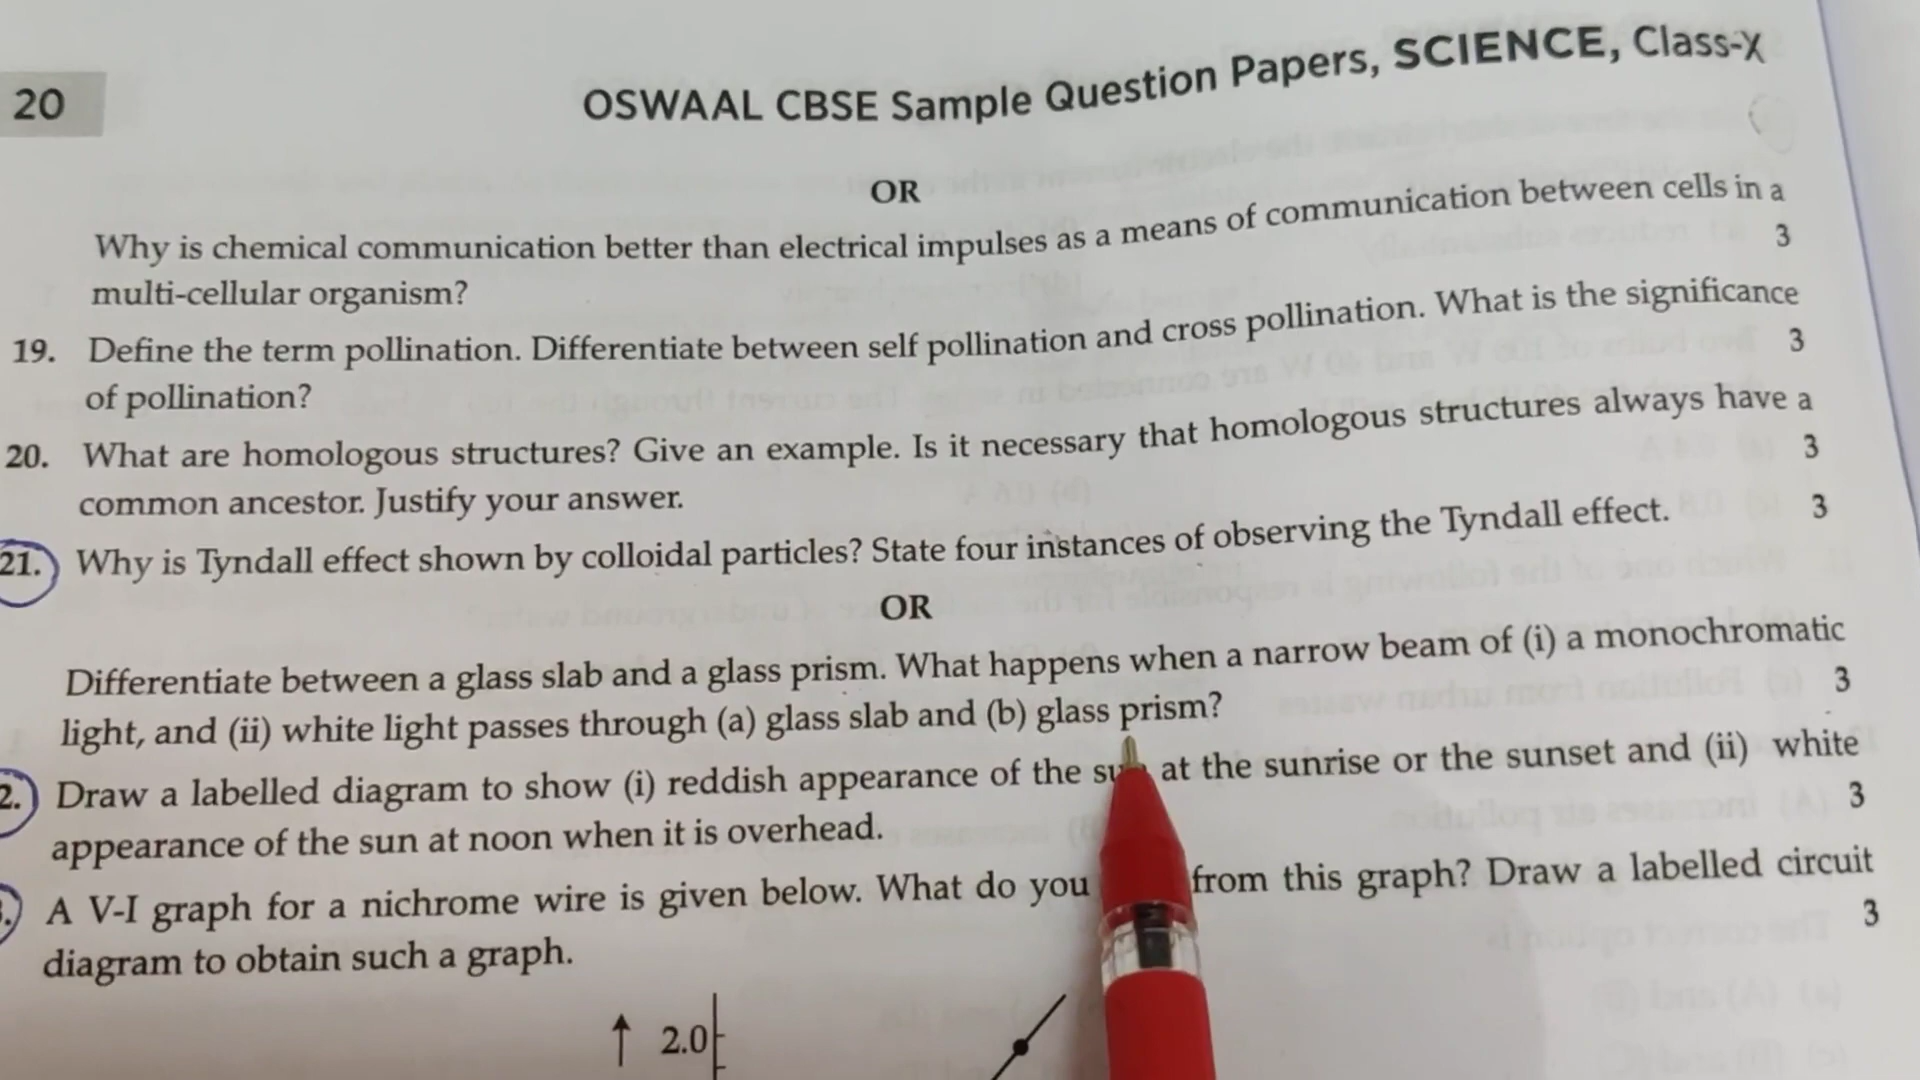 20
OSWAAL CBSE Sample Question Papers, SCIENCE, Class-X
OR
Why is chemical communication better than electrical impulses as a means of communication between cells in a
multi-cellular organism? 3
19. Define the term pollination. Differentiate between self pollination and cross pollination. What is the significance
of pollination? 3
20. What are homologous structures? Give an example. Is it necessary that homologous structures always have a
common ancestor. Justify your answer. 3
21. Why is Tyndall effect shown by colloidal particles? State four instances of observing the Tyndall effect. 3
OR
Differentiate between a glass slab and a glass prism. What happens when a narrow beam of (i) a monochromatic
light, and (ii) white light passes through (a) glass slab and (b) glass prism? 3
2. Draw a labelled diagram to show (i) reddish appearance of the sun at the sunrise or the sunset and (ii) white
appearance of the sun at noon when it is overhead. 3
A V-I graph for a nichrome wire is given below. What do you from this graph? Draw a labelled circuit
diagram to obtain such a graph. 3
2.0